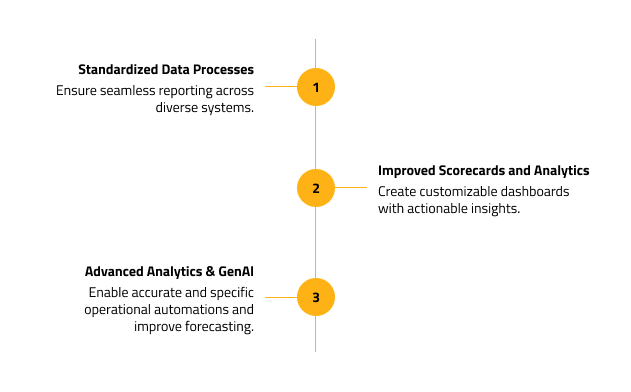 Standardized Data Processes
Ensure seamless reporting across
diverse systems.
1
Improved Scorecards and Analytics
Create customizable dashboards
with actionable insights.
2
Advanced Analytics & GenAI
Enable accurate and specific
operational automations and
improve forecasting.
3